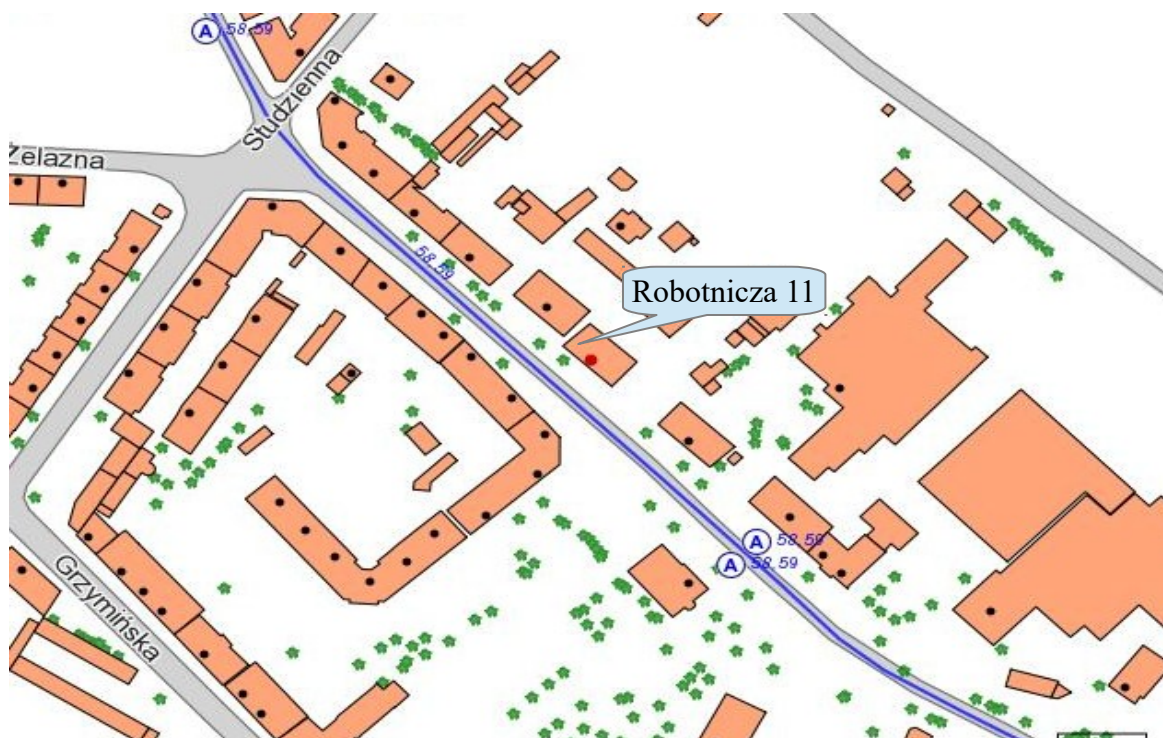 A 58,59
Studzienna
Żelazna
58,59
Robotnicza 11
A 58,59
A 58,59
Grzymińska